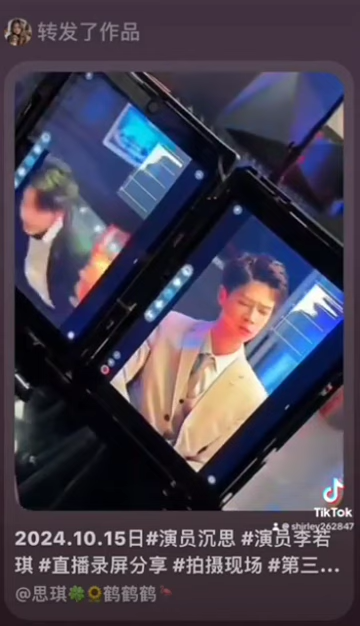 转发了作品
TikTok
@shirley262847
2024.10.15日#演员沉思 #演员李若
琪 #直播录屏分享 #拍摄现场 #第三...
@思琪🍀🌻鹤鹤鹤🦩